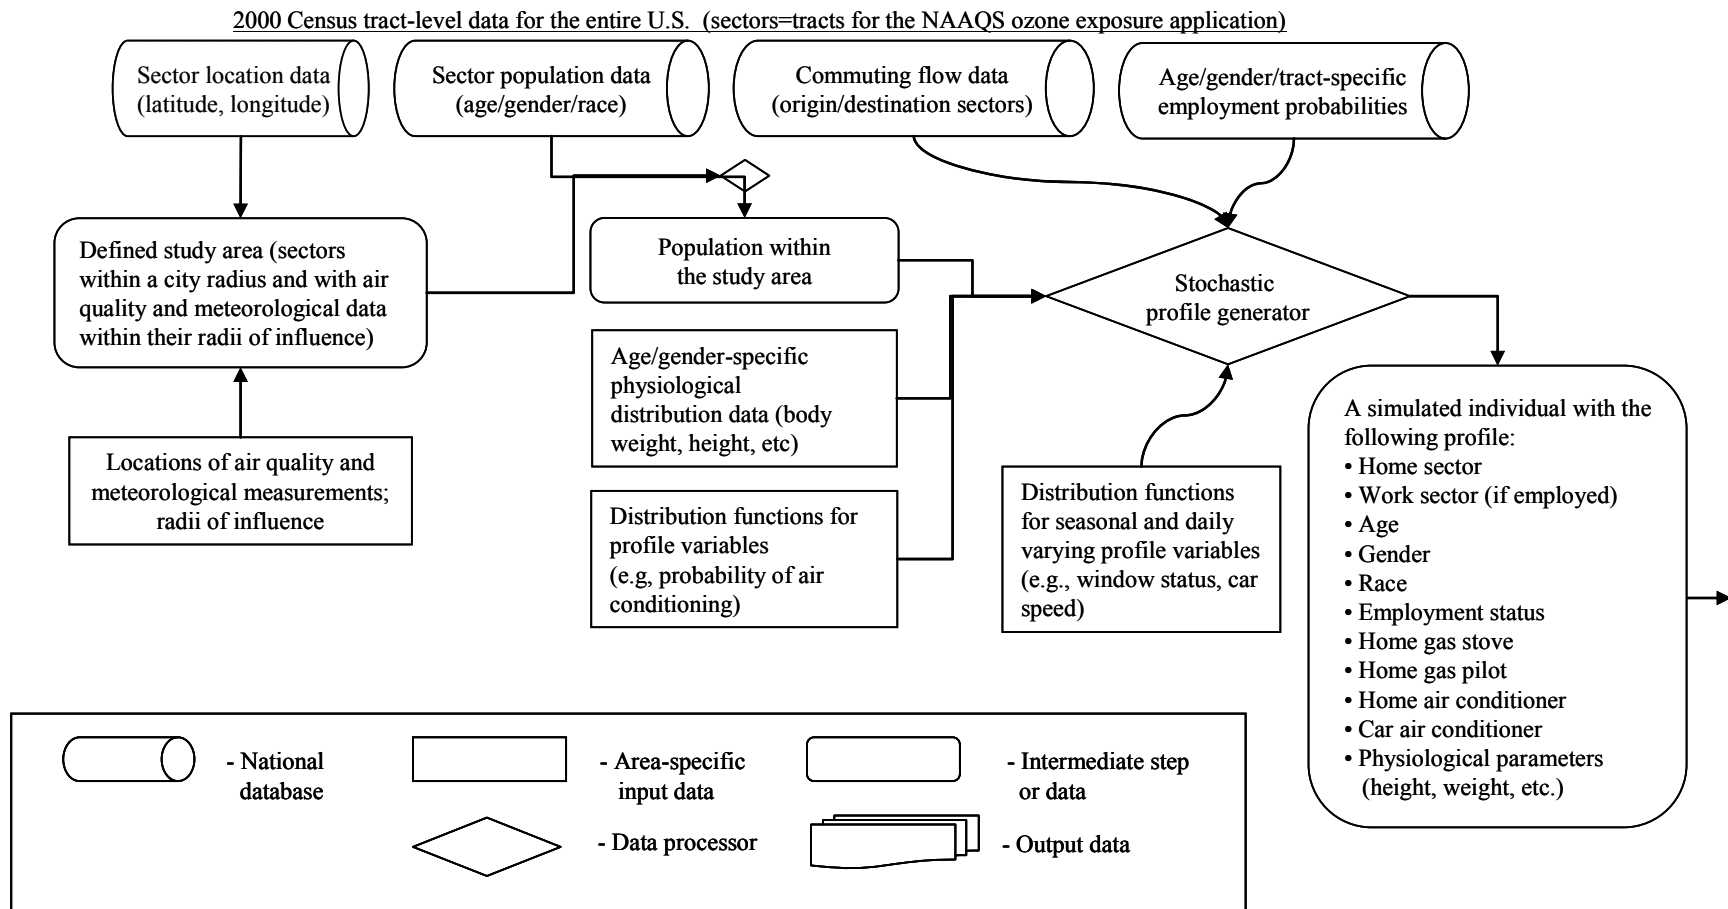 2000 Census tract-level data for the entire U.S. (sectors=tracts for the NAAQS ozone exposure application)
Sector location data
(latitude, longitude)
Sector population data
(age/gender/race)
Commuting flow data
(origin/destination sectors)
Age/gender/tract-specific
employment probabilities
Defined study area (sectors
within a city radius and with air
quality and meteorological data
within their radii of influence)
Population within
the study area
Stochastic
profile generator
Age/gender-specific
physiological
distribution data (body
weight, height, etc)
Locations of air quality and
meteorological measurements;
radii of influence
Distribution functions for
profile variables
(e.g, probability of air
conditioning)
Distribution functions
for seasonal and daily
varying profile variables
(e.g., window status, car
speed)
A simulated individual with the
following profile:
• Home sector
• Work sector (if employed)
• Age
• Gender
• Race
• Employment status
• Home gas stove
• Home gas pilot
• Home air conditioner
• Car air conditioner
• Physiological parameters
(height, weight, etc.)
- National
database
- Area-specific
input data
- Intermediate step
or data
- Data processor
- Output data